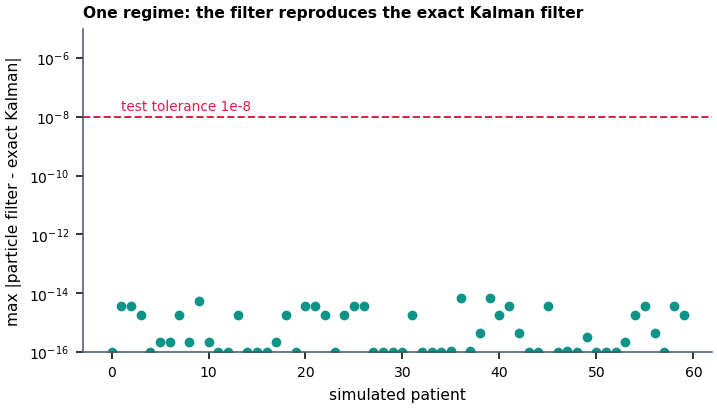 One regime: the filter reproduces the exact Kalman filter
max |particle filter - exact Kalman|
10⁻⁶
10⁻⁸
10⁻¹⁰
10⁻¹²
10⁻¹⁴
10⁻¹⁶
test tolerance 1e-8
0 10 20 30 40 50 60
simulated patient